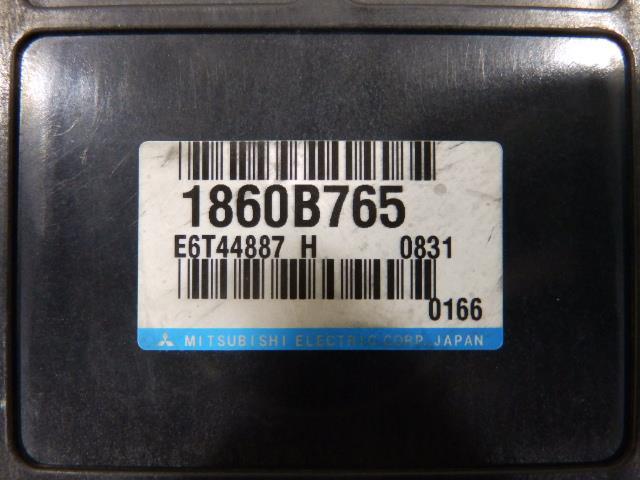 1860B765
E6T44887 H 0831
0166
MITSUBISHI ELECTRIC CORP. JAPAN